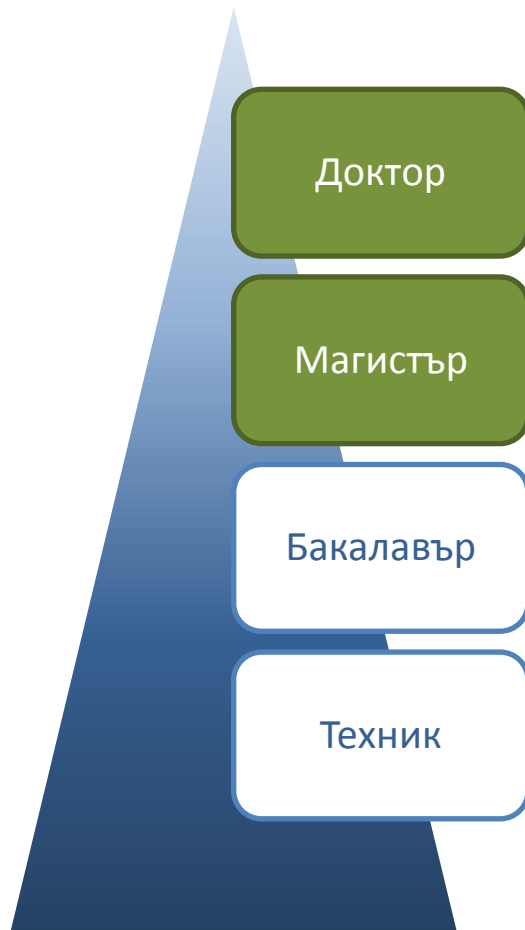 Доктор
Магистър
Бакалавър
Техник